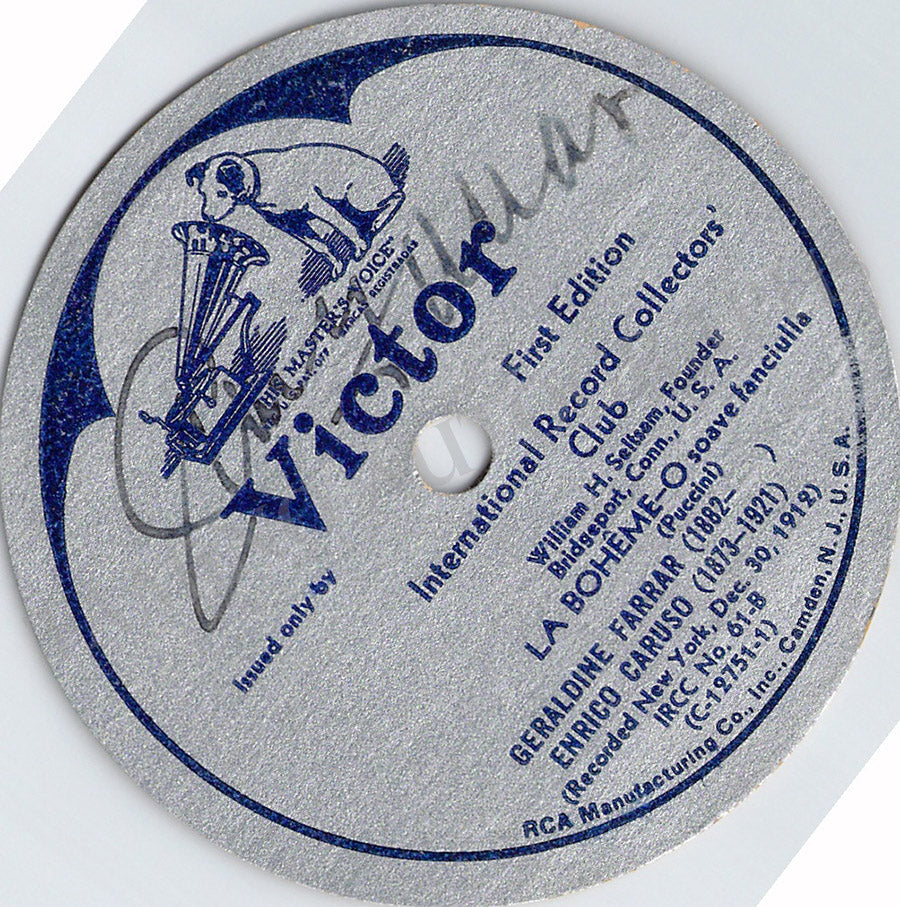 "HIS MASTER'S VOICE"
Victor
First Edition
Issued only by
International Record Collectors'
Club
William H. Seltsam, Founder
Bridgeport, Conn., U. S. A.
LA BOHÊME-O soave fanciulla
(Puccini)
GERALDINE FARRAR (1882-   )
ENRICO CARUSO (1873-1921)
(Recorded New York, Dec. 30, 1912)
IRCC No. 61-B
(C-12751-1)
RCA Manufacturing Co., Inc., Camden, N. J., U. S. A.